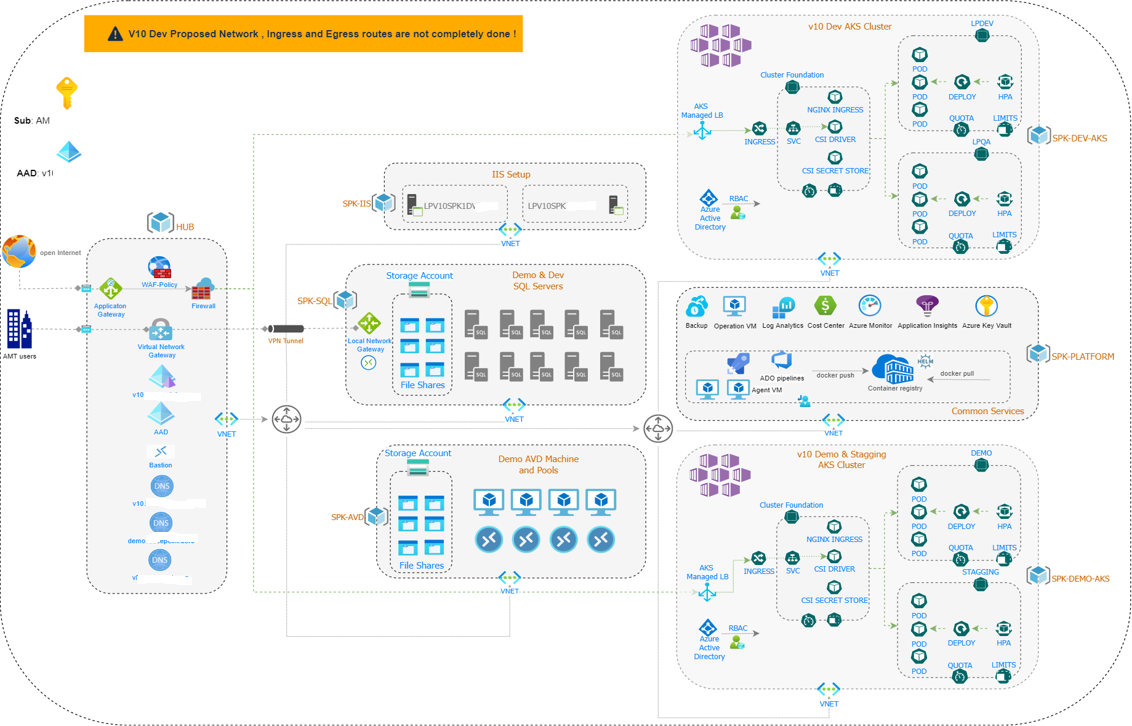 V10 Dev Proposed Network , Ingress and Egress routes are not completely done !
Sub: AM
AAD: v10
HUB
open Internet
AMT users
WAF-Policy
Applicaton
Gateway
Firewall
Virtual Network
Gateway
v10
AAD
Bastion
DNS
v10.
DNS
demo.
DNS
VNET
VPN Tunnel
IIS Setup
SPK-IIS
LPV10SPK1DV
LPV10SPK
VNET
SPK-SQL
Storage Account
Demo & Dev
SQL Servers
Local Network
Gateway
File Shares
SQL
SQL
SQL
SQL
SQL
SQL
SQL
SQL
SQL
SQL
VNET
SPK-AVD
Storage Account
Demo AVD Machine
and Pools
File Shares
VNET
v10 Dev AKS Cluster
SPK-DEV-AKS
AKS
Managed LB
INGRESS
Cluster Foundation
NGINX INGRESS
SVC
CSI DRIVER
CSI SECRET STORE
Azure
Active
Directory
RBAC
LPDEV
POD
POD
POD
DEPLOY
HPA
QUOTA
LIMITS
LPQA
POD
POD
POD
DEPLOY
HPA
QUOTA
LIMITS
VNET
SPK-PLATFORM
Backup
Operation VM
Log Analytics
Cost Center
Azure Monitor
Application Insights
Azure Key Vault
ADO pipelines
Agent VM
docker push
Container registry
HELM
docker pull
Common Services
VNET
v10 Demo & Stagging
AKS Cluster
SPK-DEMO-AKS
AKS
Managed LB
INGRESS
Cluster Foundation
NGINX INGRESS
SVC
CSI DRIVER
CSI SECRET STORE
Azure
Active
Directory
RBAC
DEMO
POD
POD
POD
DEPLOY
HPA
QUOTA
LIMITS
STAGGING
POD
POD
POD
DEPLOY
HPA
QUOTA
LIMITS
VNET